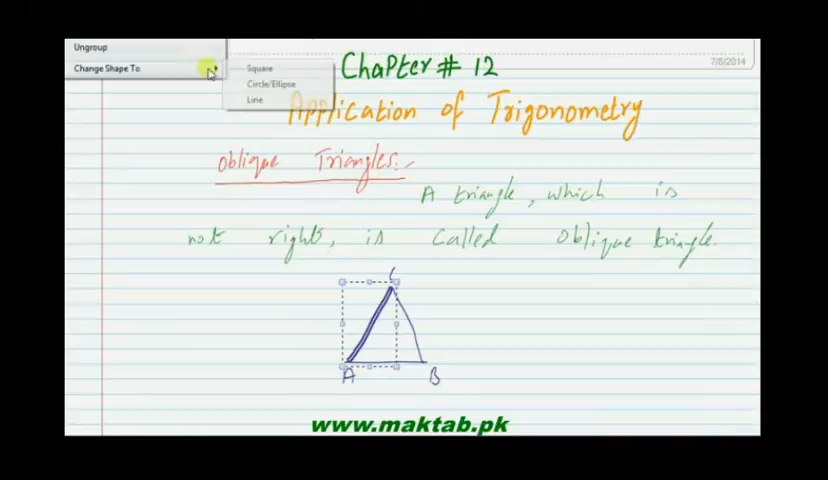 Ungroup
Change Shape To
Square
Circle/Ellipse
Line
Chapter # 12
7/8/2014
Application of Trigonometry
Oblique Triangles:-
A triangle, which is
not right, is called oblique triangle.
C
A B
www.maktab.pk